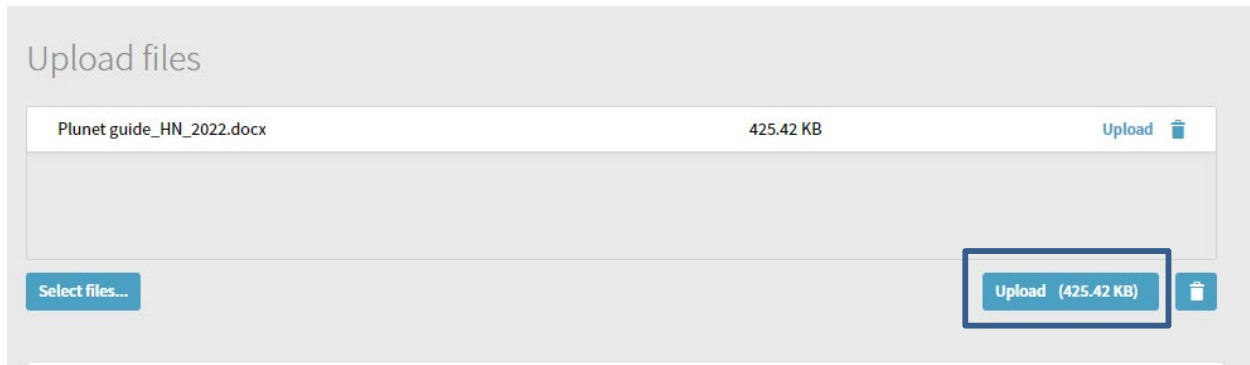 Upload files
Plunet guide_HN_2022.docx 425.42 KB Upload
Select files... Upload (425.42 KB)